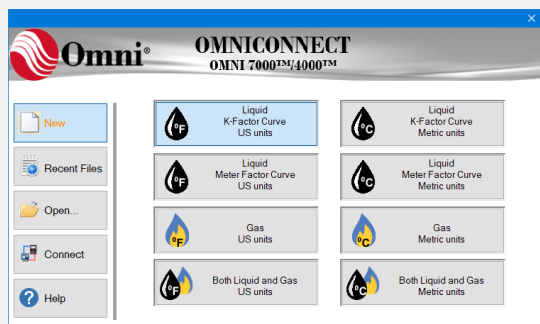 Omni®
OMNICONNECT
OMNI 7000™/4000™
New
Recent Files
Open...
Connect
Help
°F
Liquid
K-Factor Curve
US units
°C
Liquid
K-Factor Curve
Metric units
°F
Liquid
Meter Factor Curve
US units
°C
Liquid
Meter Factor Curve
Metric units
°F
Gas
US units
°C
Gas
Metric units
°F
Both Liquid and Gas
US units
°C
Both Liquid and Gas
Metric units